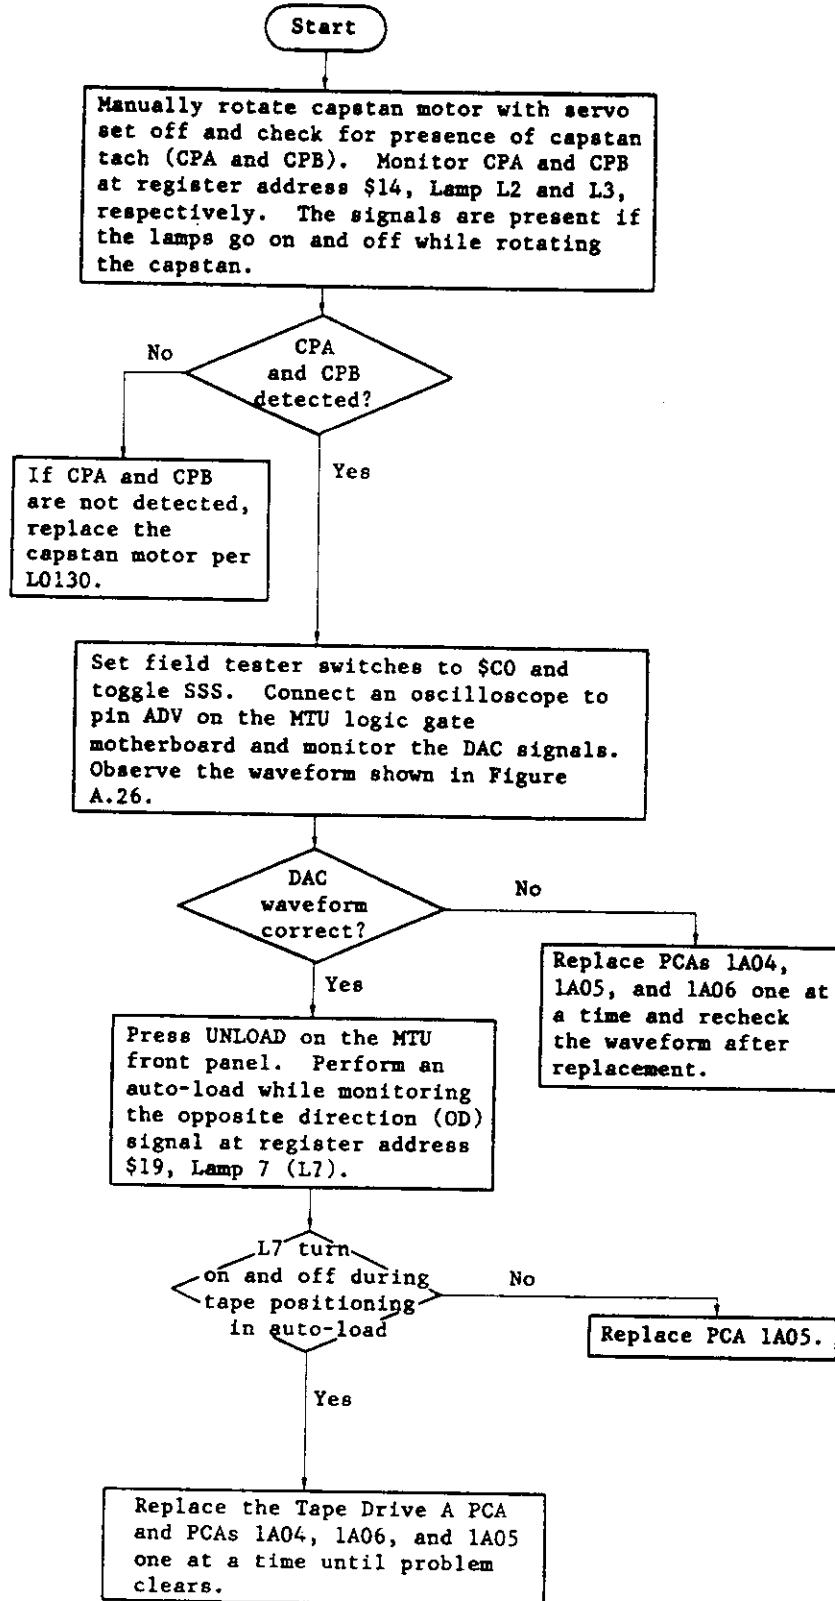 Start
Manually rotate capstan motor with servo
set off and check for presence of capstan
tach (CPA and CPB). Monitor CPA and CPB
at register address $14, Lamp L2 and L3,
respectively. The signals are present if
the lamps go on and off while rotating
the capstan.
No
CPA
and CPB
detected?
Yes
If CPA and CPB
are not detected,
replace the
capstan motor per
L0130.
Set field tester switches to $C0 and
toggle SSS. Connect an oscilloscope to
pin ADV on the MTU logic gate
motherboard and monitor the DAC signals.
Observe the waveform shown in Figure
A.26.
DAC
waveform
correct?
No
Yes
Replace PCAs 1A04,
1A05, and 1A06 one at
a time and recheck
the waveform after
replacement.
Press UNLOAD on the MTU
front panel. Perform an
auto-load while monitoring
the opposite direction (OD)
signal at register address
$19, Lamp 7 (L7).
L7 turn
on and off during
tape positioning
in auto-load
No
Replace PCA 1A05.
Yes
Replace the Tape Drive A PCA
and PCAs 1A04, 1A06, and 1A05
one at a time until problem
clears.